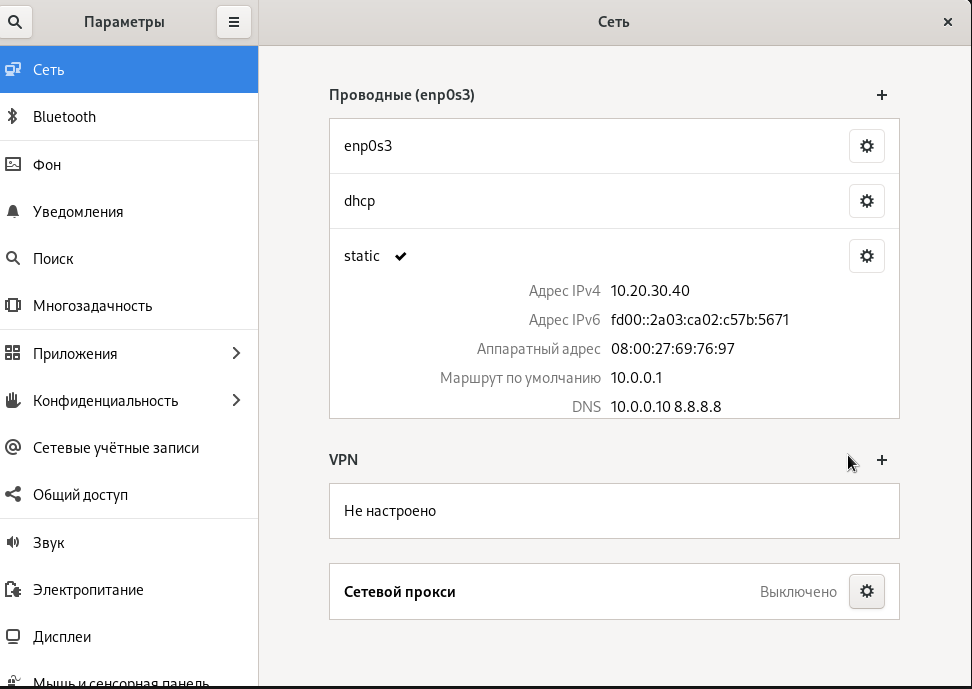 Параметры
Сеть
Сеть
Bluetooth
Фон
Уведомления
Поиск
Многозадачность
Приложения
Конфиденциальность
Сетевые учётные записи
Общий доступ
Звук
Электропитание
Дисплеи
Мышь и сенсорная панель
Проводные (enp0s3)
enp0s3
dhcp
static
Адрес IPv4 10.20.30.40
Адрес IPv6 fd00::2a03:ca02:c57b:5671
Аппаратный адрес 08:00:27:69:76:97
Маршрут по умолчанию 10.0.0.1
DNS 10.0.0.10 8.8.8.8
VPN
Не настроено
Сетевой прокси Выключено